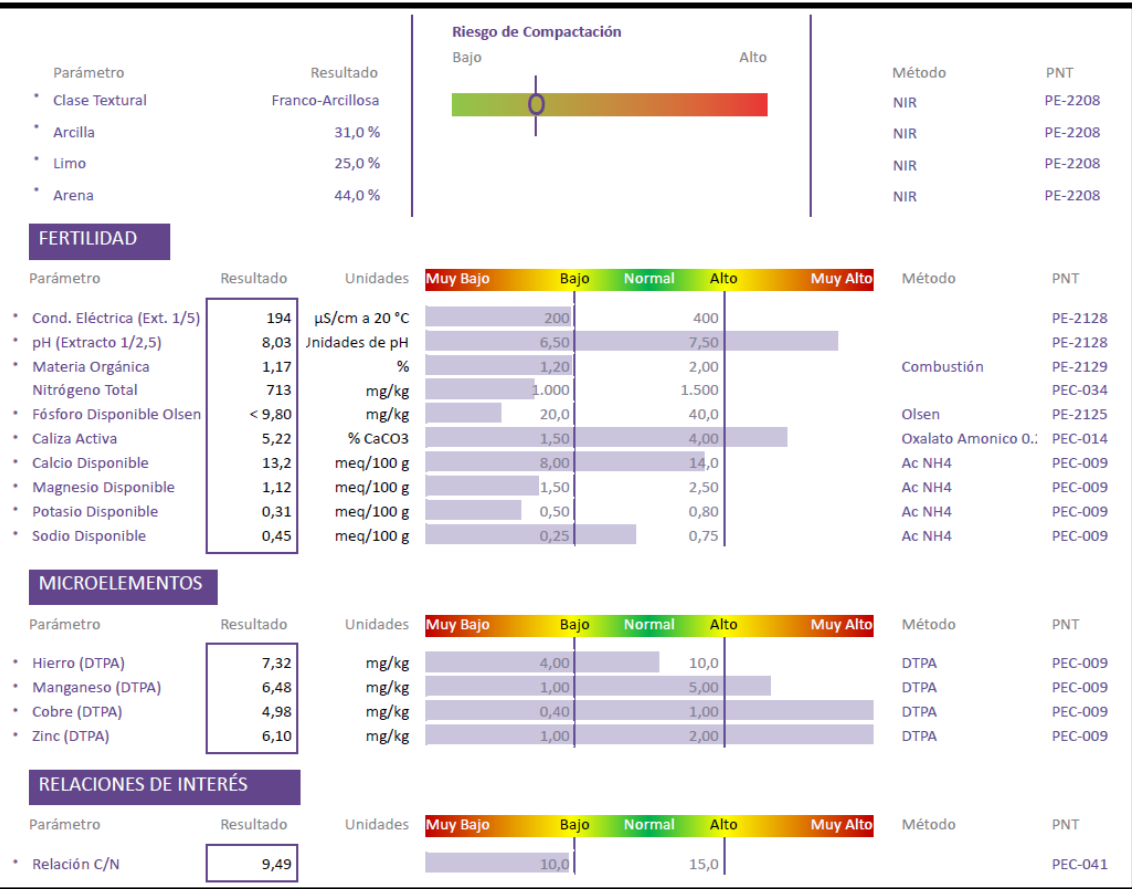 Riesgo de Compactación
Bajo Alto
Parámetro Resultado Método PNT
* Clase Textural Franco-Arcillosa NIR PE-2208
* Arcilla 31,0 % NIR PE-2208
* Limo 25,0 % NIR PE-2208
* Arena 44,0 % NIR PE-2208
FERTILIDAD
Parámetro Resultado Unidades Muy Bajo Bajo Normal Alto Muy Alto Método PNT
* Cond. Eléctrica (Ext. 1/5) 194 µS/cm a 20 °C 200 400 PE-2128
* pH (Extracto 1/2,5) 8,03 Unidades de pH 6,50 7,50 PE-2128
* Materia Orgánica 1,17 % 1,20 2,00 Combustión PE-2129
Nitrógeno Total 713 mg/kg 1.000 1.500 PEC-034
* Fósforo Disponible Olsen < 9,80 mg/kg 20,0 40,0 Olsen PE-2125
* Caliza Activa 5,22 % CaCO3 1,50 4,00 Oxalato Amonico 0.2 PEC-014
* Calcio Disponible 13,2 meq/100 g 8,00 14,0 Ac NH4 PEC-009
* Magnesio Disponible 1,12 meq/100 g 1,50 2,50 Ac NH4 PEC-009
* Potasio Disponible 0,31 meq/100 g 0,50 0,80 Ac NH4 PEC-009
* Sodio Disponible 0,45 meq/100 g 0,25 0,75 Ac NH4 PEC-009
MICROELEMENTOS
Parámetro Resultado Unidades Muy Bajo Bajo Normal Alto Muy Alto Método PNT
* Hierro (DTPA) 7,32 mg/kg 4,00 10,0 DTPA PEC-009
* Manganeso (DTPA) 6,48 mg/kg 1,00 5,00 DTPA PEC-009
* Cobre (DTPA) 4,98 mg/kg 0,40 1,00 DTPA PEC-009
* Zinc (DTPA) 6,10 mg/kg 1,00 2,00 DTPA PEC-009
RELACIONES DE INTERÉS
Parámetro Resultado Unidades Muy Bajo Bajo Normal Alto Muy Alto Método PNT
* Relación C/N 9,49 10,0 15,0 PEC-041